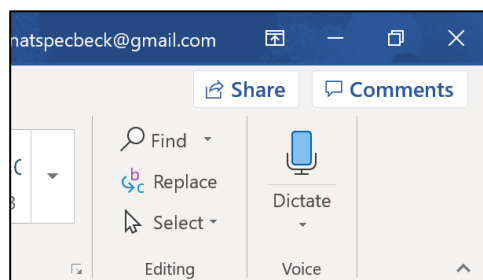 natspecbeck@gmail.com
Share Comments
Find
Replace
Select
Dictate
Editing Voice